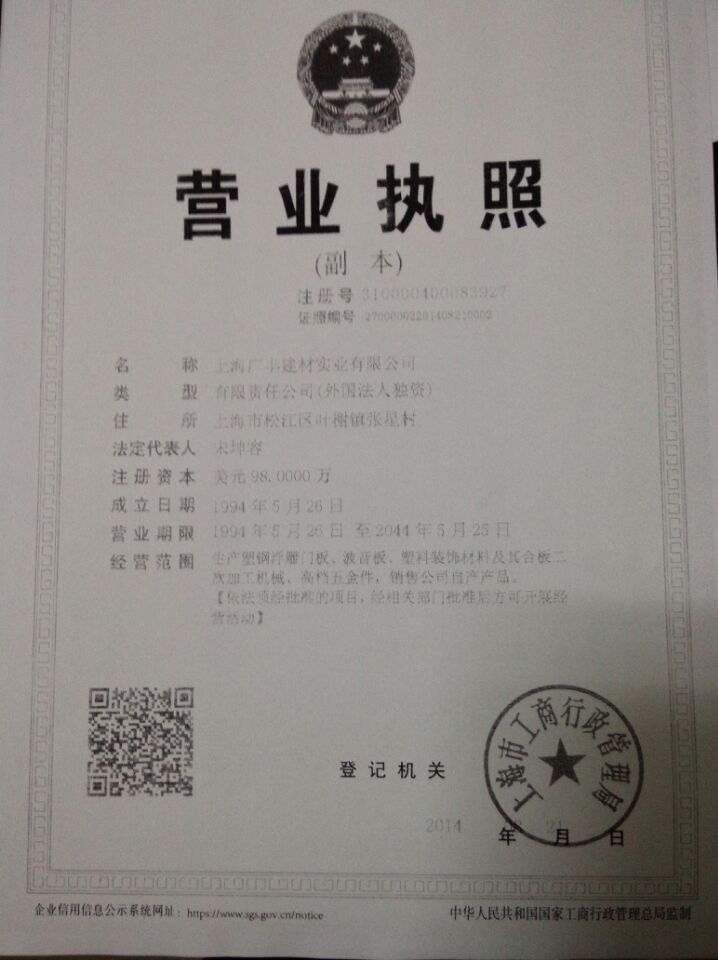 营业执照
(副 本)
注册号 310000400083927
证照编号 27000002201408210002
名 称 上海广丰建材实业有限公司
类 型 有限责任公司(外国法人独资)
住 所 上海市松江区叶榭镇张星村
法定代表人 宋坤容
注册资本 美元98.0000万
成立日期 1994年5月26日
营业期限 1994年5月26日 至2044年5月25日
经营范围 生产塑钢浮雕门板、波音板、塑料装饰材料及其合板二
次加工机械、高档五金件,销售公司自产产品。
【依法须经批准的项目,经相关部门批准后方可开展经
营活动】
登记机关
上海市工商行政管理局
2014 年 月 21 日
企业信用信息公示系统网址: https://www.sgs.gov.cn/notice
中华人民共和国国家工商行政管理总局监制